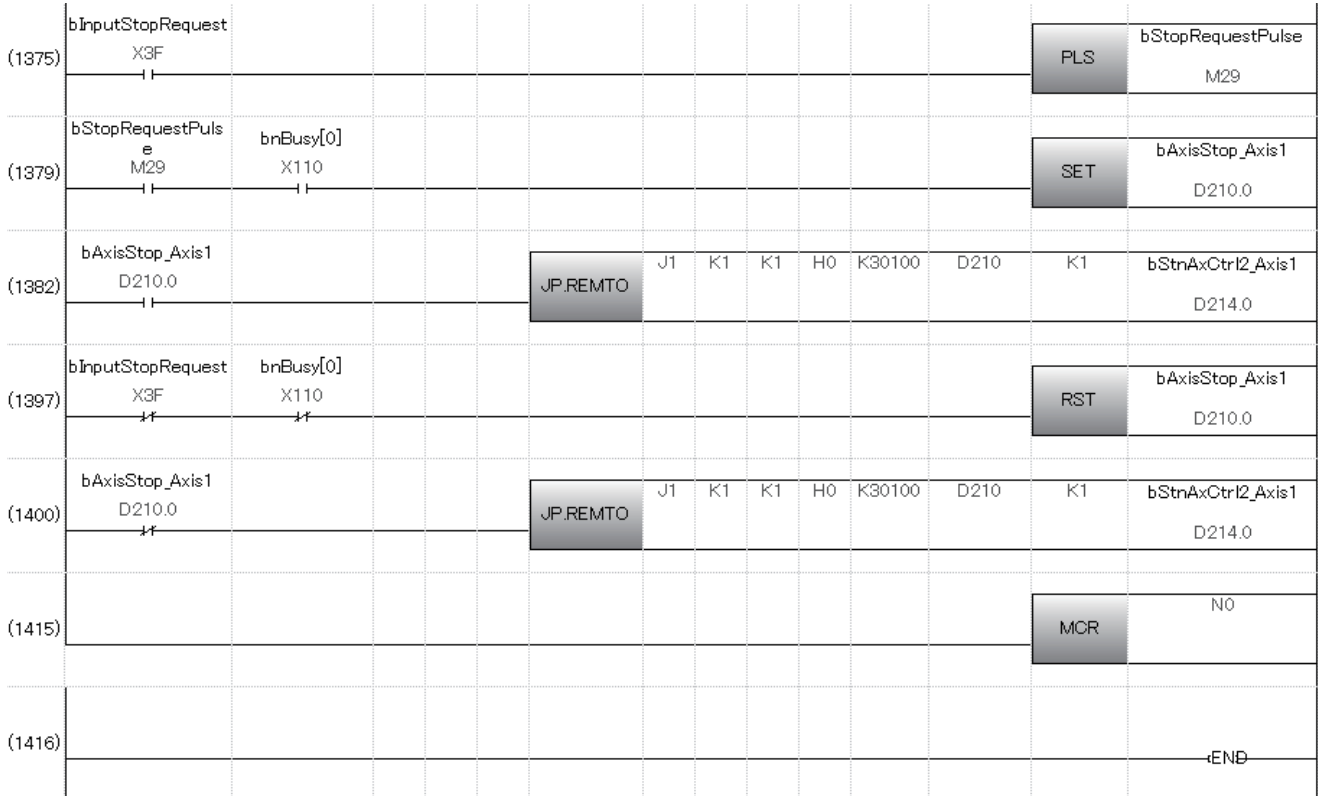 bInputStopRequest
(1375) X3F PLS bStopRequestPulse
M29
bStopRequestPuls
e
bnBusy[0]
(1379) M29 X110 SET bAxisStop_Axis1
D210.0
bAxisStop_Axis1
(1382) D210.0 JP.REMTO J1 K1 K1 H0 K30100 D210 K1 bStnAxCtrl2_Axis1
D214.0
bInputStopRequest bnBusy[0]
(1397) X3F X110 RST bAxisStop_Axis1
D210.0
bAxisStop_Axis1
(1400) D210.0 JP.REMTO J1 K1 K1 H0 K30100 D210 K1 bStnAxCtrl2_Axis1
D214.0
(1415) MCR N0
(1416) END